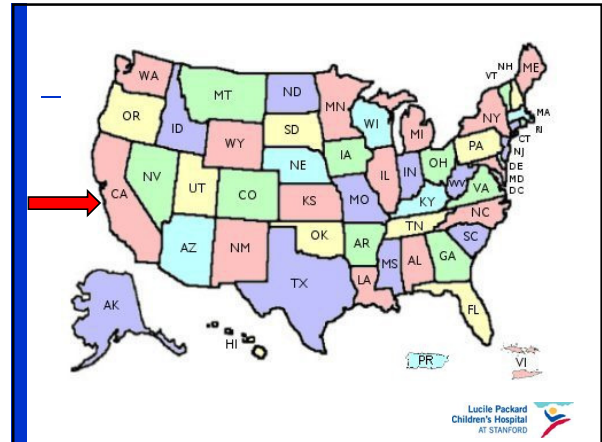 WA
MT
ND
MN
ME
NH
VT
OR
ID
WY
SD
WI
MI
NY
MA
RI
CT
NJ
PA
DE
MD
DC
NE
IA
NV
UT
CO
CA
KS
MO
IL
IN
OH
WV
VA
KY
NC
TN
SC
AZ
NM
OK
AR
MS
AL
GA
TX
LA
FL
AK
HI
PR
VI
Lucile Packard
Children's Hospital
AT STANFORD